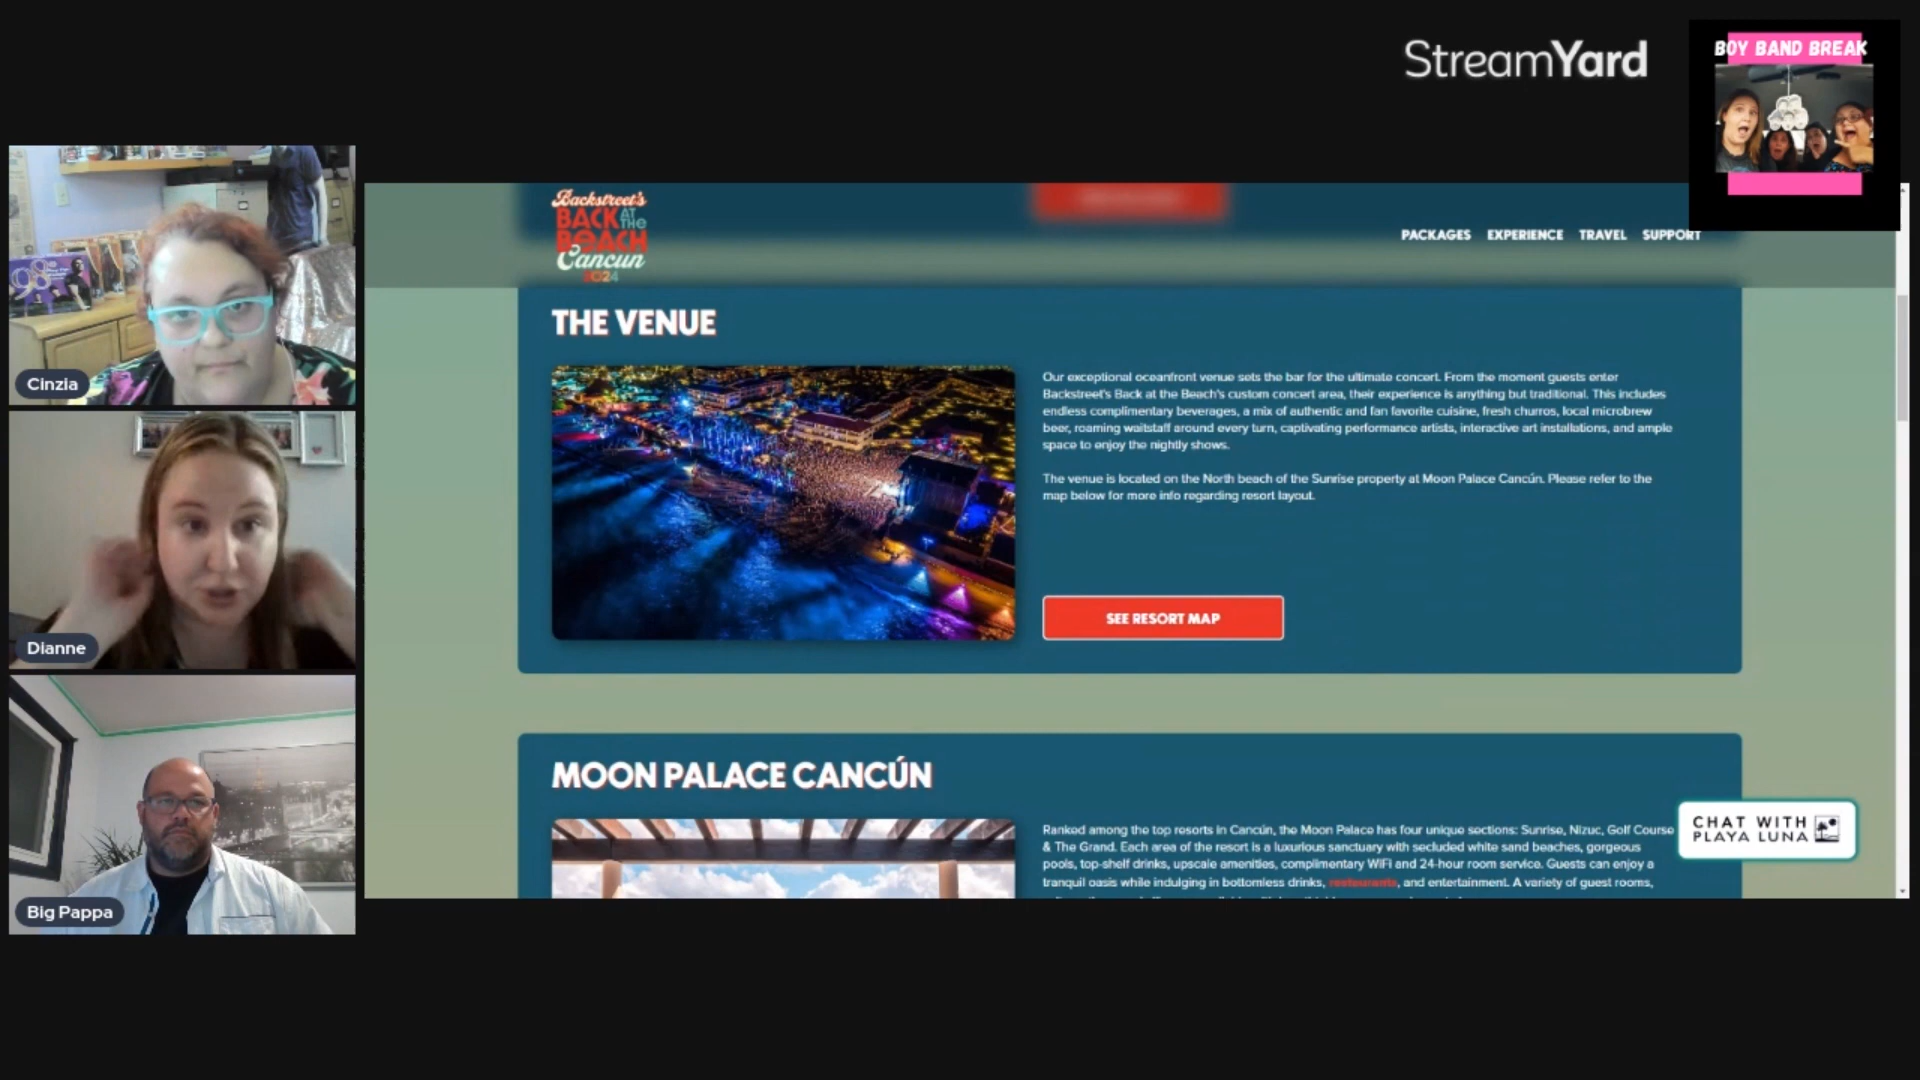 StreamYard
BOY BAND BREAK
Backstreet's
BACK AT
THE
BEACH
Cancun
2024
PACKAGES EXPERIENCE TRAVEL SUPPORT
THE VENUE
Our exceptional oceanfront venue sets the bar for the ultimate concert. From the moment guests enter
Backstreet's Back at the Beach's custom concert area, their experience is anything but traditional. This includes
endless complimentary beverages, a mix of authentic and fan favorite cuisine, fresh churros, local microbrew
beer, roaming waitstaff around every turn, captivating performance artists, interactive art installations, and ample
space to enjoy the nightly shows.
The venue is located on the North beach of the Sunrise property at Moon Palace Cancún. Please refer to the
map below for more info regarding resort layout.
SEE RESORT MAP
MOON PALACE CANCÚN
Ranked among the top resorts in Cancún, the Moon Palace has four unique sections: Sunrise, Nizuc, Golf Course
& The Grand. Each area of the resort is a luxurious sanctuary with secluded white sand beaches, gorgeous
pools, top-shelf drinks, upscale amenities, complimentary WiFi and 24-hour room service. Guests can enjoy a
tranquil oasis while indulging in bottomless drinks, restaurants, and entertainment. A variety of guest rooms,
CHAT WITH
PLAYA LUNA
98°
Cinzia
Dianne
Big Pappa